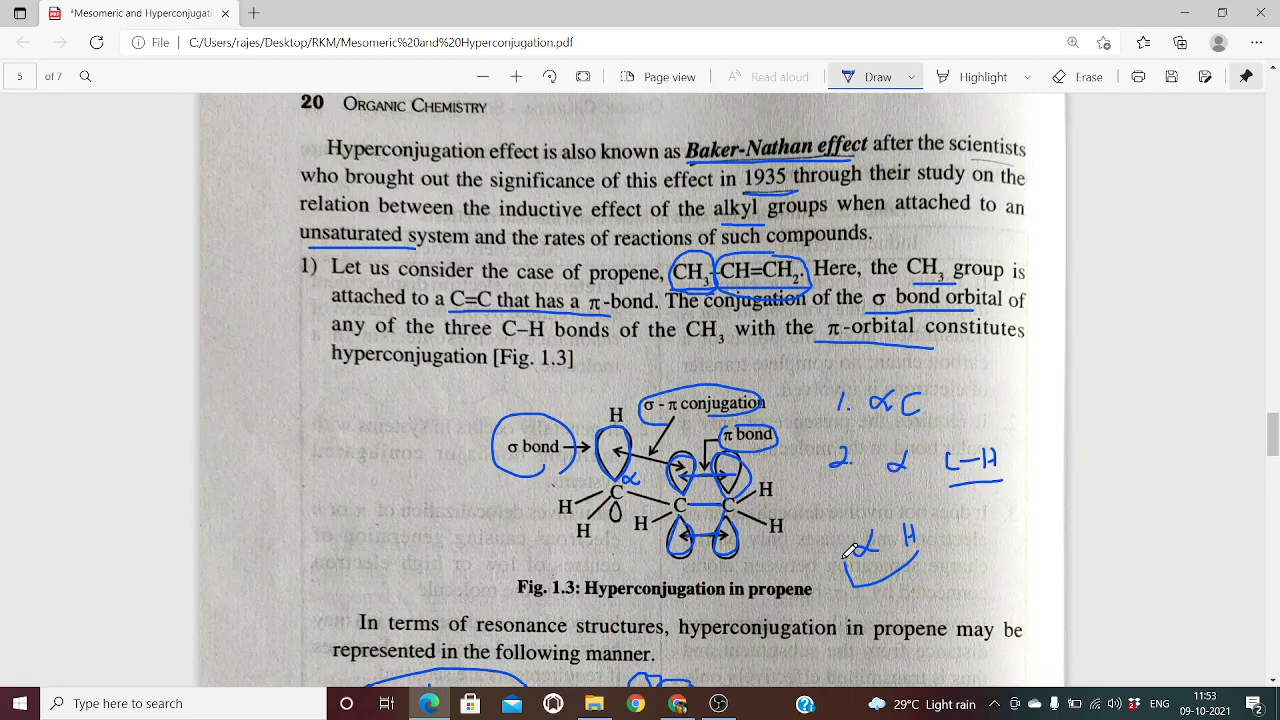 *Mesomeric and Hyperconjugatio
File
C:/users/rajes/Desktop/RKM/Mesomeric%20and%20Hyperconjugation.pdf
5 of 7
Page view
Read aloud
Draw
Highlight
Erase
20 ORGANIC CHEMISTRY
Hyperconjugation effect is also known as Baker-Nathan effect after the scientists
who brought out the significance of this effect in 1935 through their study on the
relation between the inductive effect of the alkyl groups when attached to an
unsaturated system and the rates of reactions of such compounds.
1) Let us consider the case of propene, CH3-CH=CH2. Here, the CH3 group is
attached to a C=C that has a π-bond. The conjugation of the σ bond orbital of
any of the three C–H bonds of the CH3 with the π-orbital constitutes
hyperconjugation [Fig. 1.3]
σ - π conjugation
1. α C
H
π bond
σ bond
2. α C–H
α
C
H
H
C
C
H
H
H
α H
Fig. 1.3: Hyperconjugation in propene
In terms of resonance structures, hyperconjugation in propene may be
represented in the following manner.
Type here to search
29°C Light rain
ENG
11:53
09-10-2021